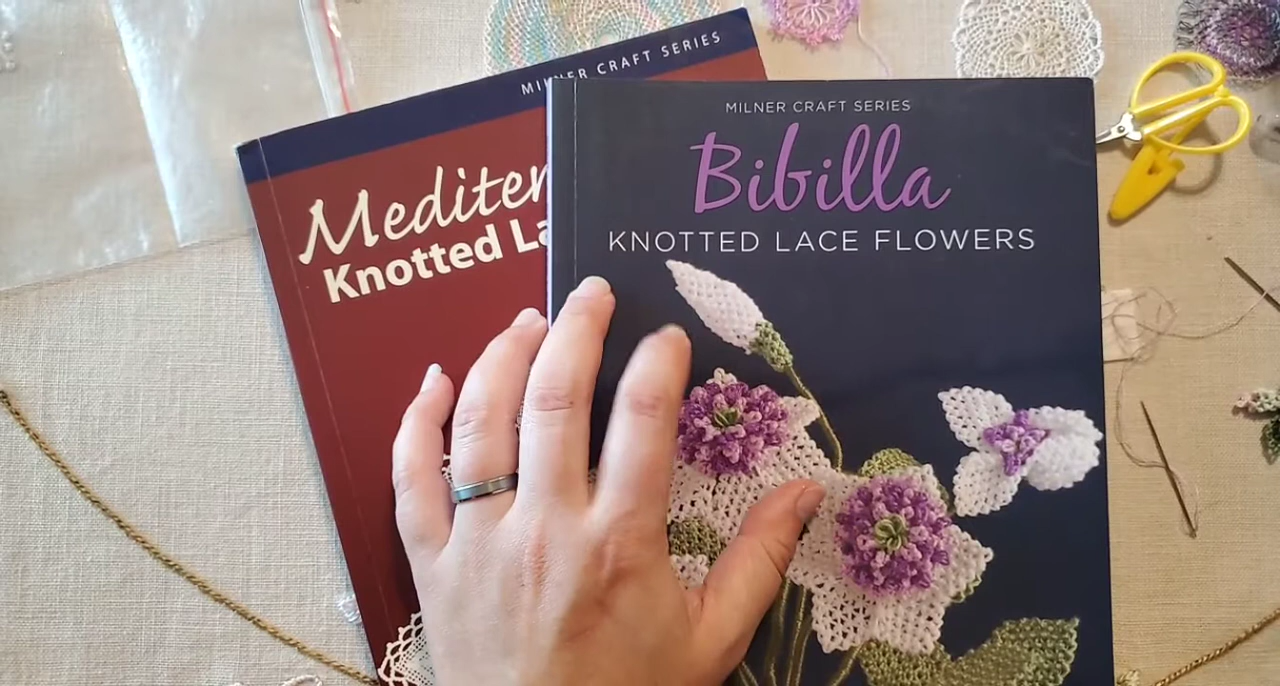 MILNER CRAFT SERIES
Mediter
Knotted La
MILNER CRAFT SERIES
Bibilla
KNOTTED LACE FLOWERS